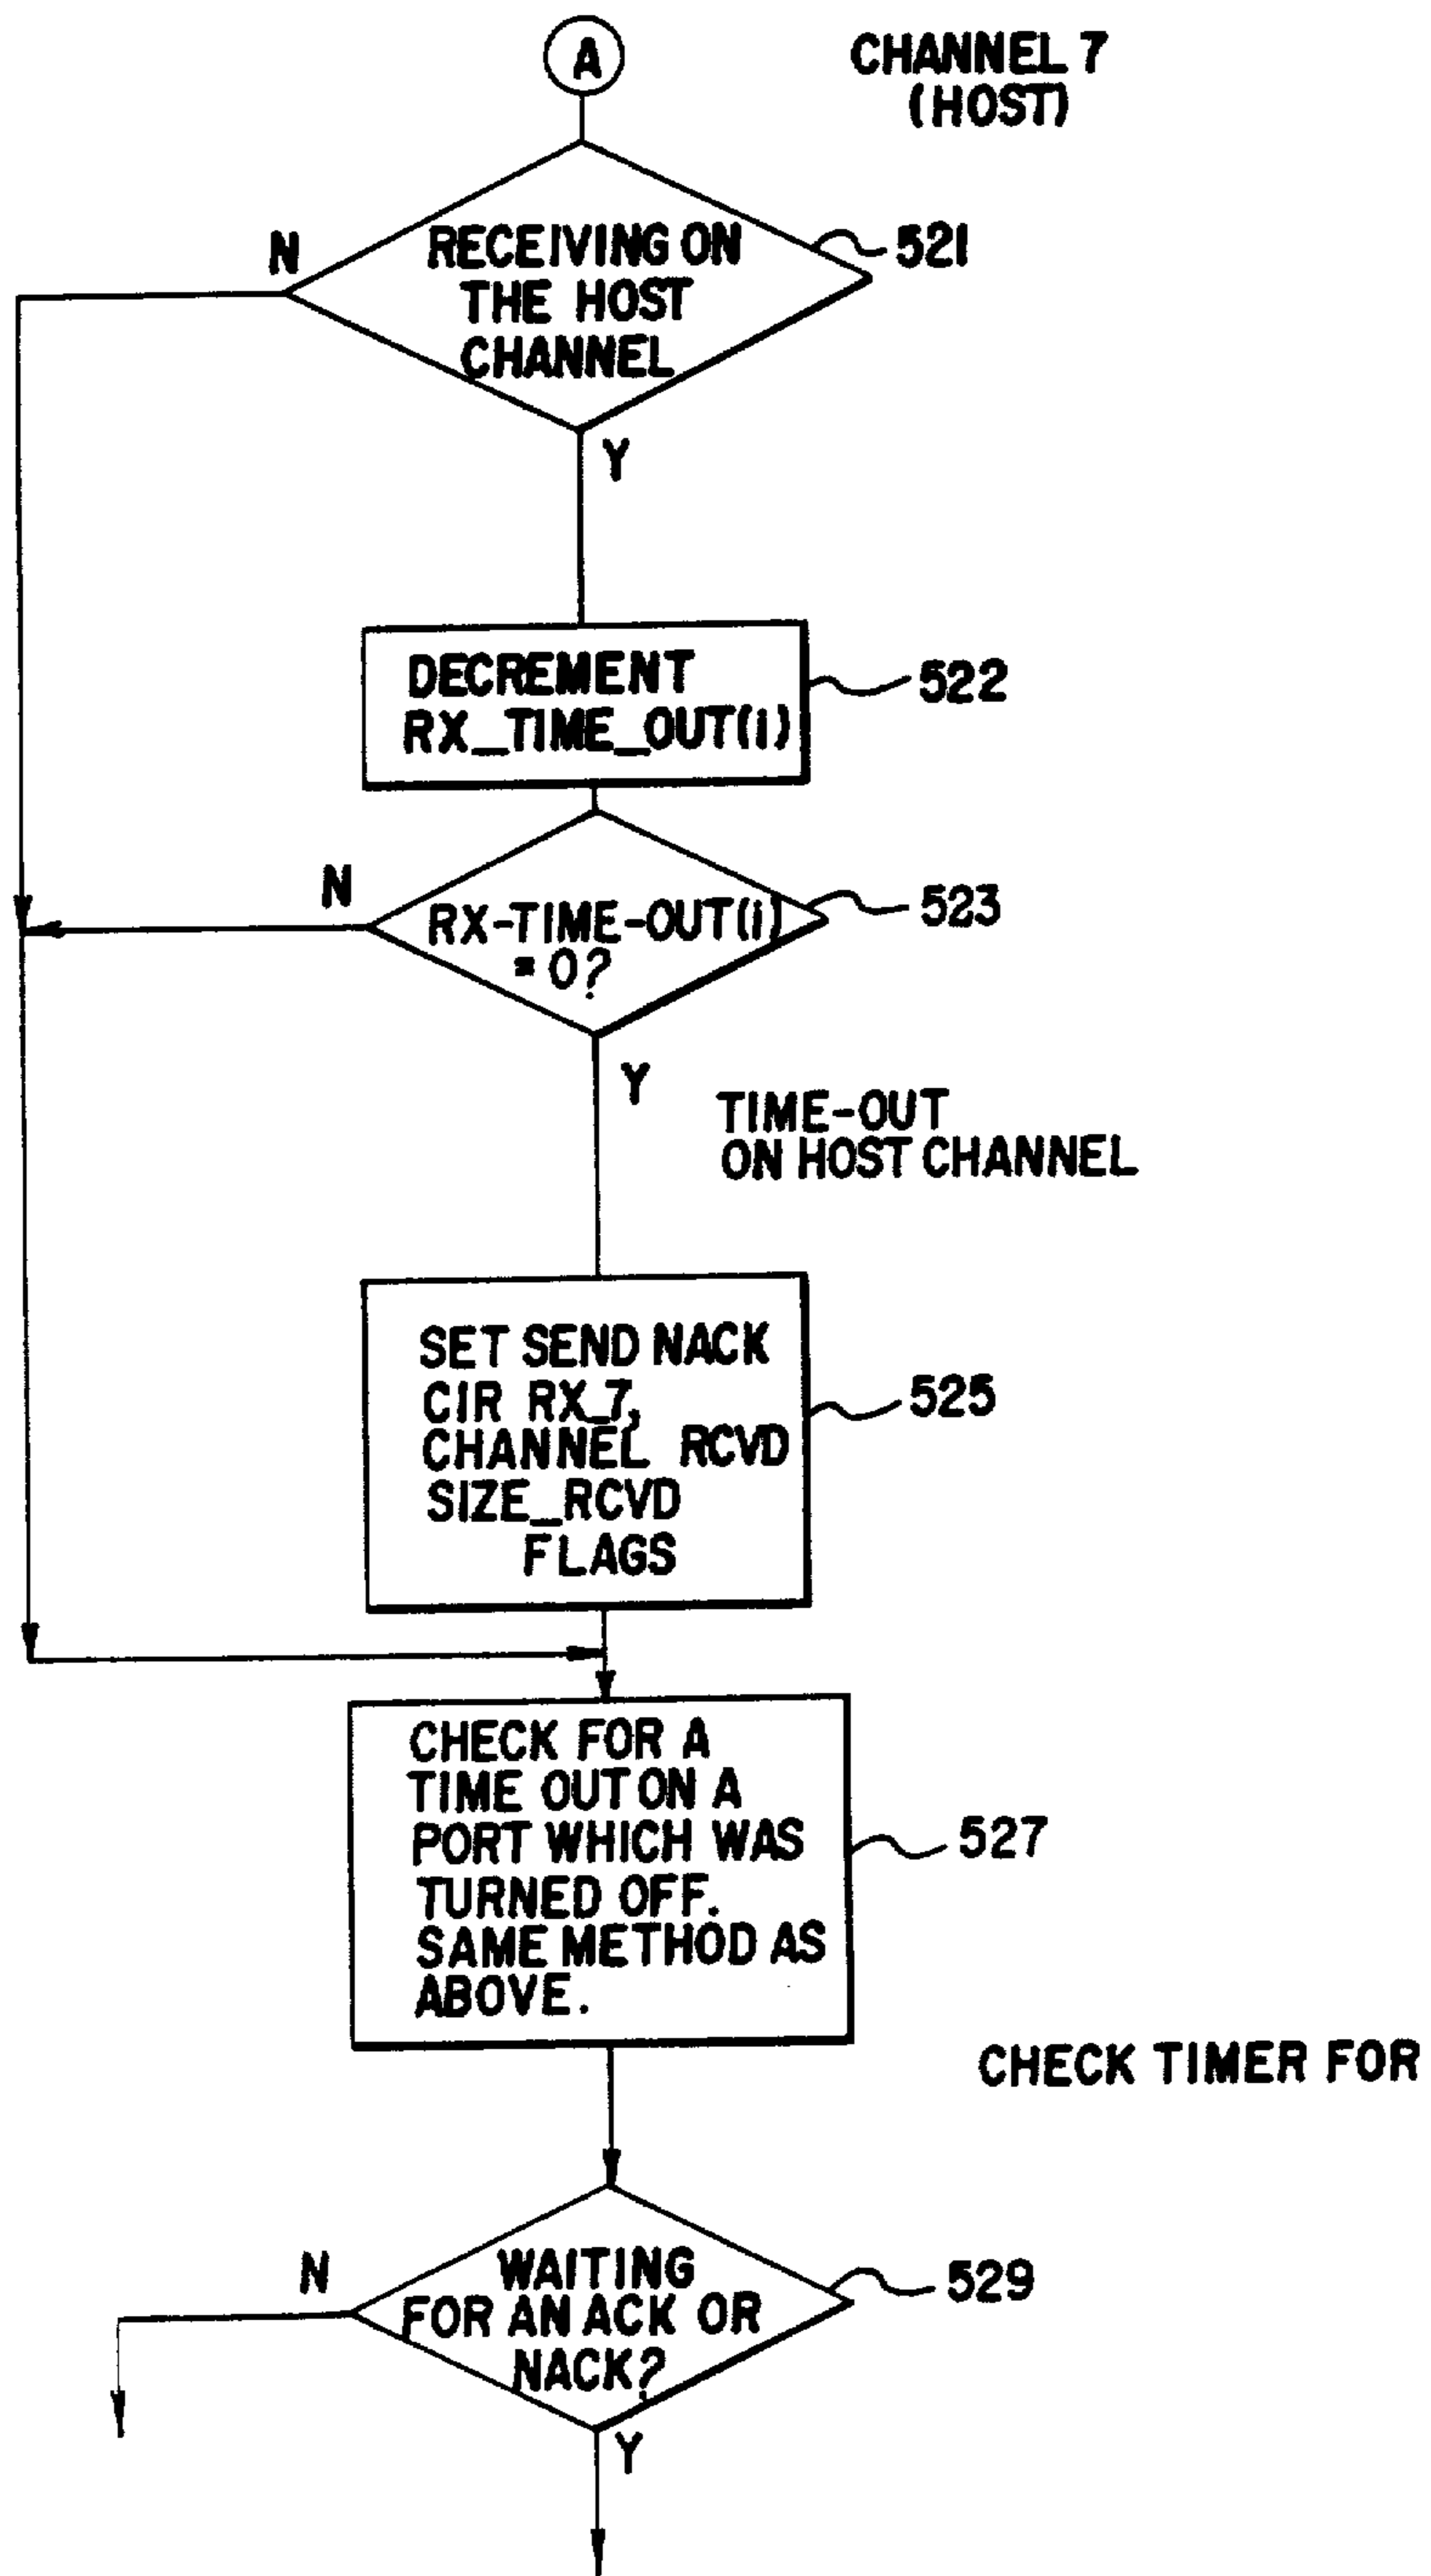 A
CHANNEL 7
(HOST)
N
RECEIVING ON
THE HOST
CHANNEL
521
Y
DECREMENT
RX_TIME_OUT(i)
522
N
RX-TIME-OUT(i)
= 0?
523
Y
TIME-OUT
ON HOST CHANNEL
SET SEND NACK
CIR RX_7,
CHANNEL RCVD
SIZE_RCVD
FLAGS
525
CHECK FOR A
TIME OUT ON A
PORT WHICH WAS
TURNED OFF.
SAME METHOD AS
ABOVE.
527
CHECK TIMER FOR
N
WAITING
FOR AN ACK OR
NACK?
529
Y